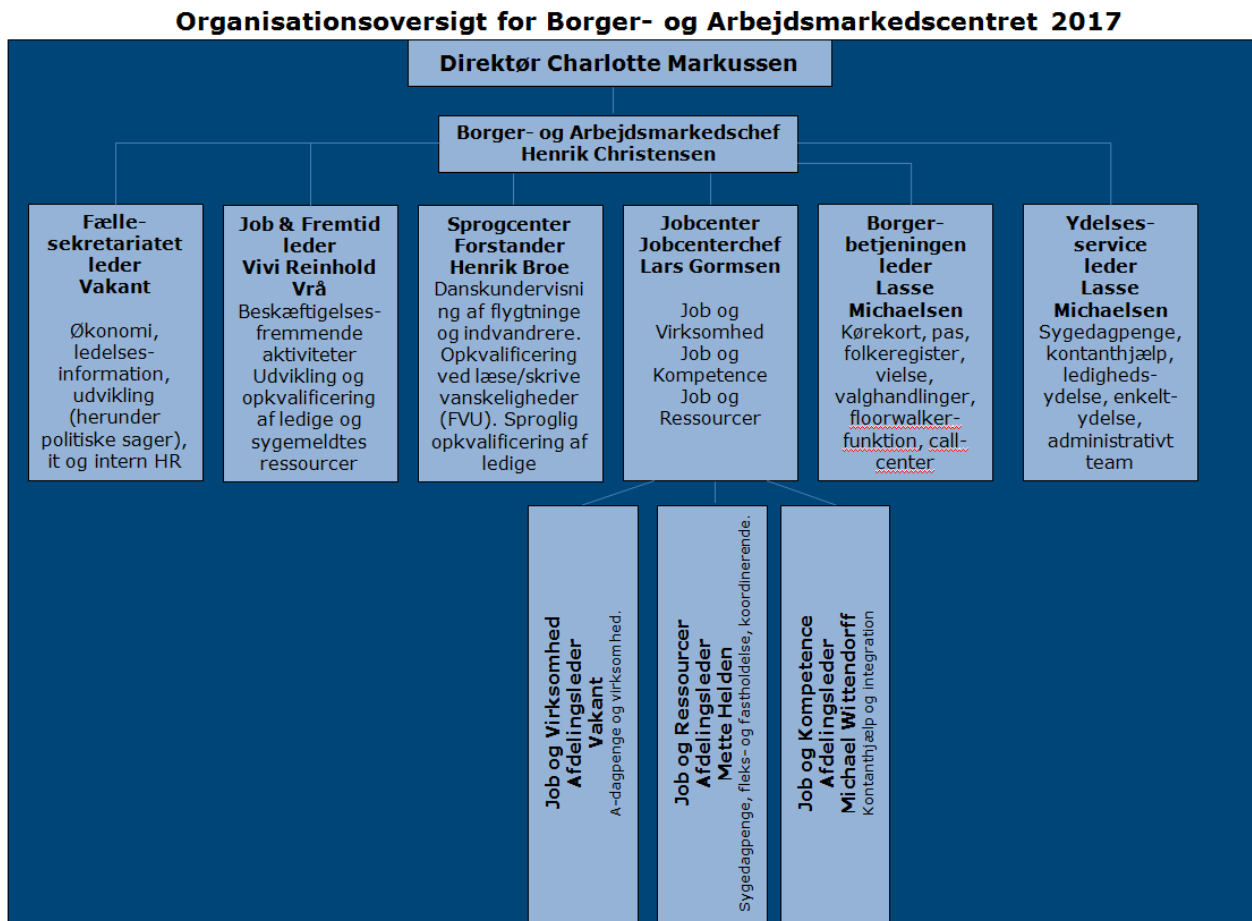 Organisationsoversigt for Borger- og Arbejdsmarkedscentret 2017
Direktør Charlotte Markussen
Borger- og Arbejdsmarkedschef
Henrik Christensen
Fælle-
sekretariatet
leder
Vakant
Økonomi,
ledelses-
information,
udvikling
(herunder
politiske sager),
it og intern HR
Job & Fremtid
leder
Vivi Reinhold
Vrå
Beskæftigelses-
fremmende
aktiviteter
Udvikling og
opkvalificering
af ledige og
sygemeldtes
ressourcer
Sprogcenter
Forstander
Henrik Broe
Danskundervisni
ng af flygtninge
og indvandrere.
Opkvalificering
ved læse/skrive
vanskeligheder
(FVU). Sproglig
opkvalificering af
ledige
Jobcenter
Jobcenterchef
Lars Gormsen
Job og
Virksomhed
Job og
Kompetence
Job og
Ressourcer
Borger-
betjeningen
leder
Lasse
Michaelsen
Kørekort, pas,
folkeregister,
vielse,
valghandlinger,
floorwalker-
funktion, call-
center
Ydelses-
service
leder
Lasse
Michaelsen
Sygedagpenge,
kontanthjælp,
ledigheds-
ydelse, enkelt-
ydelse,
administrativt
team
Job og Virksomhed
Afdelingsleder
Vakant
A-dagpenge og virksomhed.
Job og Ressourcer
Afdelingsleder
Mette Helden
Sygedagpenge, fleks- og fastholdelse, koordinerende.
Job og Kompetence
Afdelingsleder
Michael Wittendorff
Kontanthjælp og integration